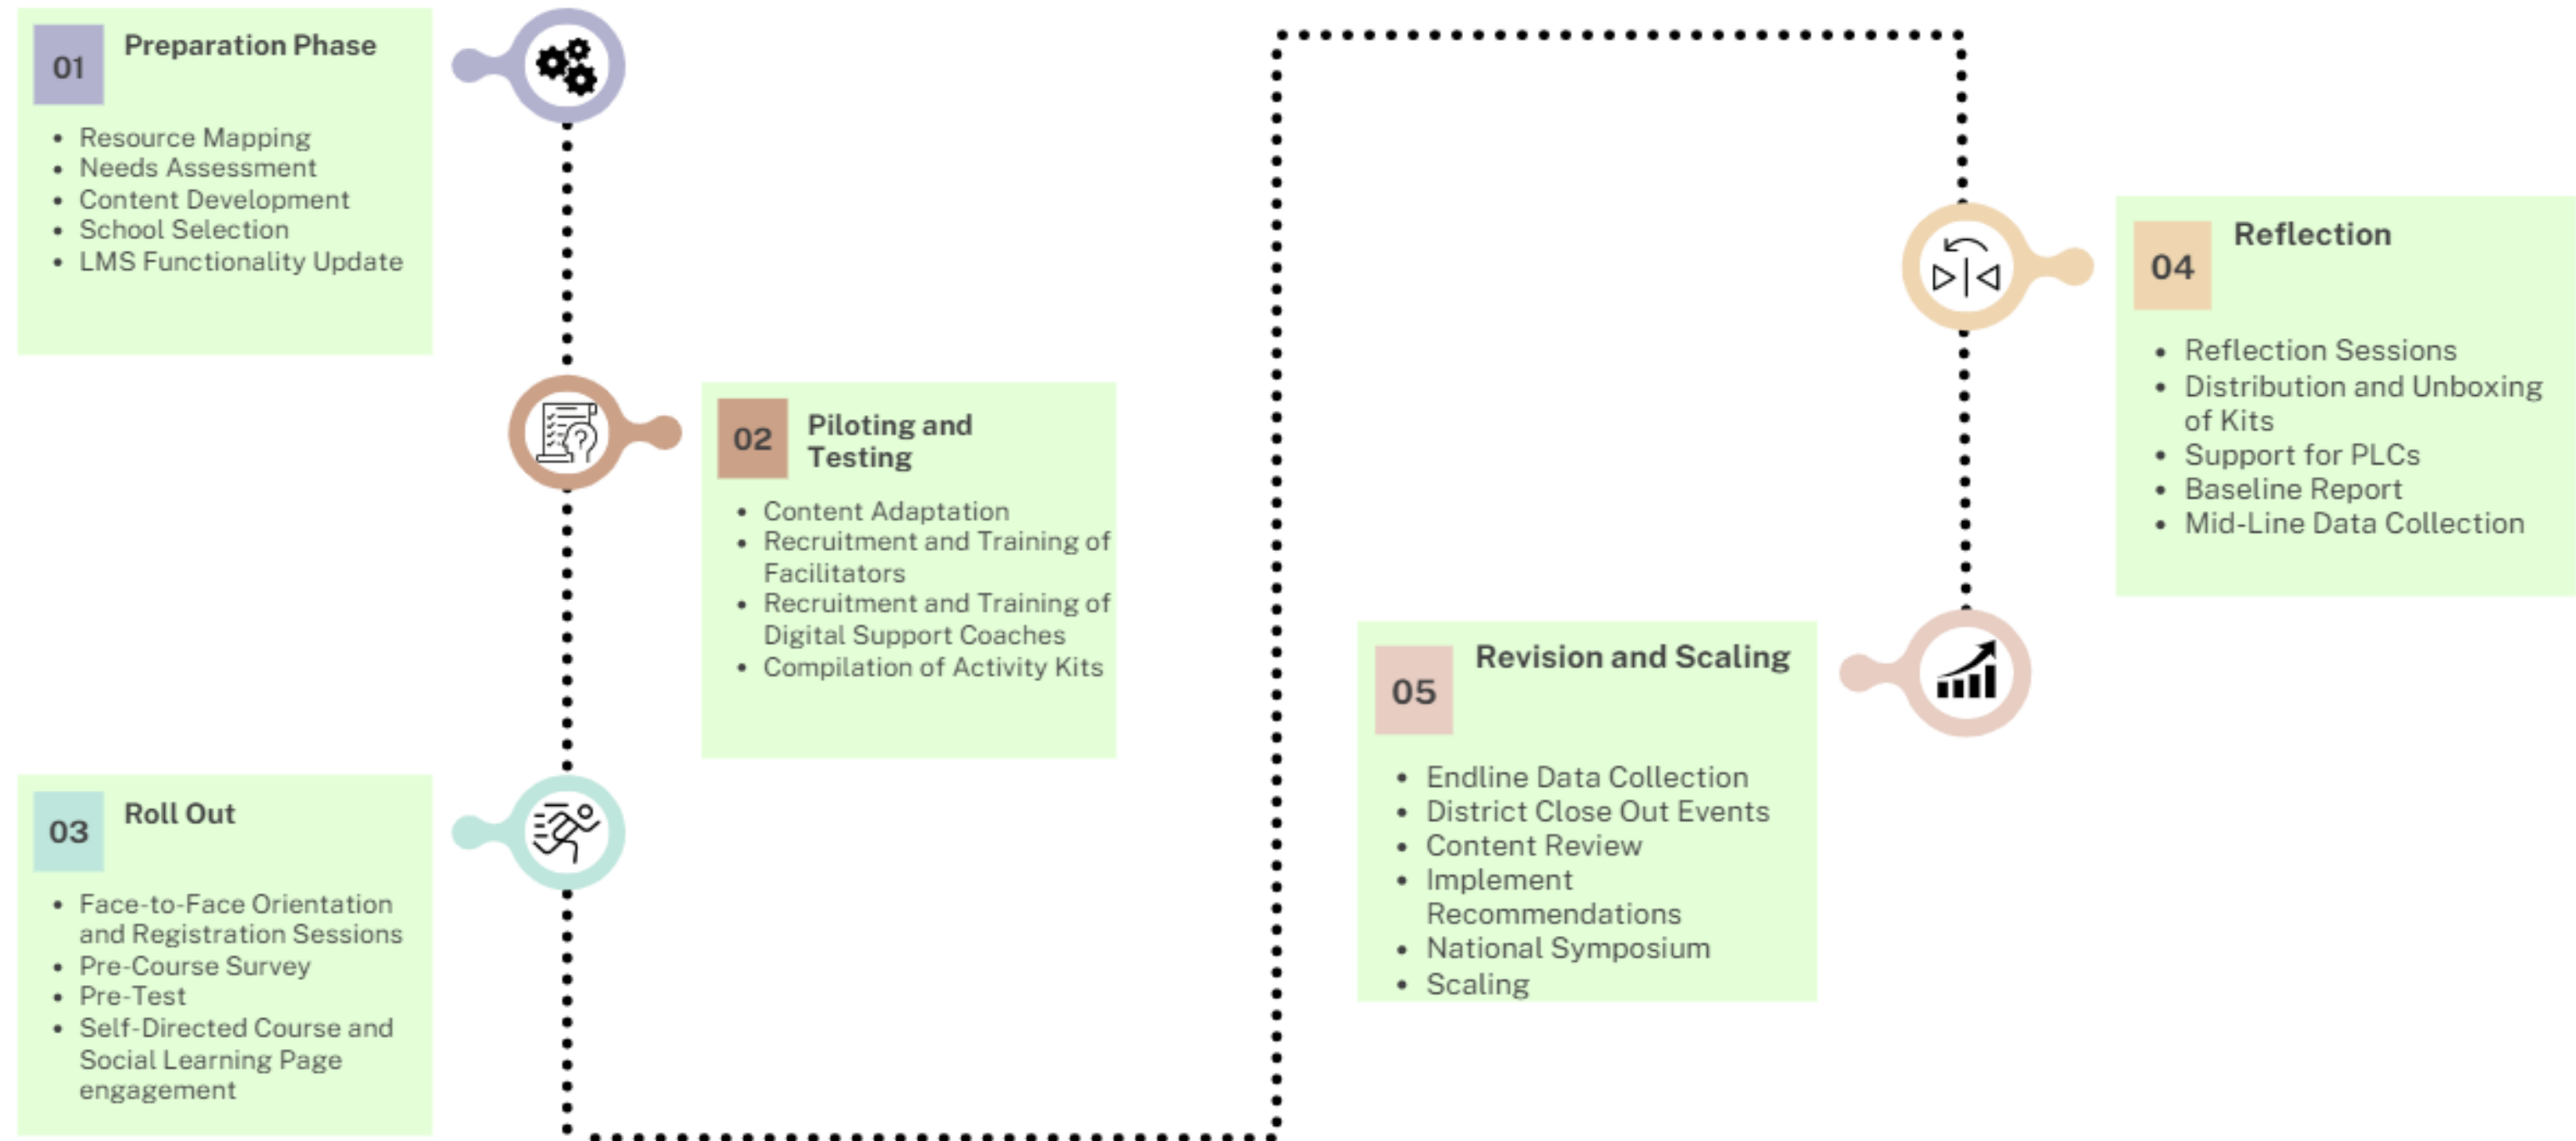 01
Preparation Phase
• Resource Mapping
• Needs Assessment
• Content Development
• School Selection
• LMS Functionality Update
02
Piloting and
Testing
• Content Adaptation
• Recruitment and Training of
Facilitators
• Recruitment and Training of
Digital Support Coaches
• Compilation of Activity Kits
03
Roll Out
• Face-to-Face Orientation
and Registration Sessions
• Pre-Course Survey
• Pre-Test
• Self-Directed Course and
Social Learning Page
engagement
04
Reflection
• Reflection Sessions
• Distribution and Unboxing
of Kits
• Support for PLCs
• Baseline Report
• Mid-Line Data Collection
05
Revision and Scaling
• Endline Data Collection
• District Close Out Events
• Content Review
• Implement
Recommendations
• National Symposium
• Scaling